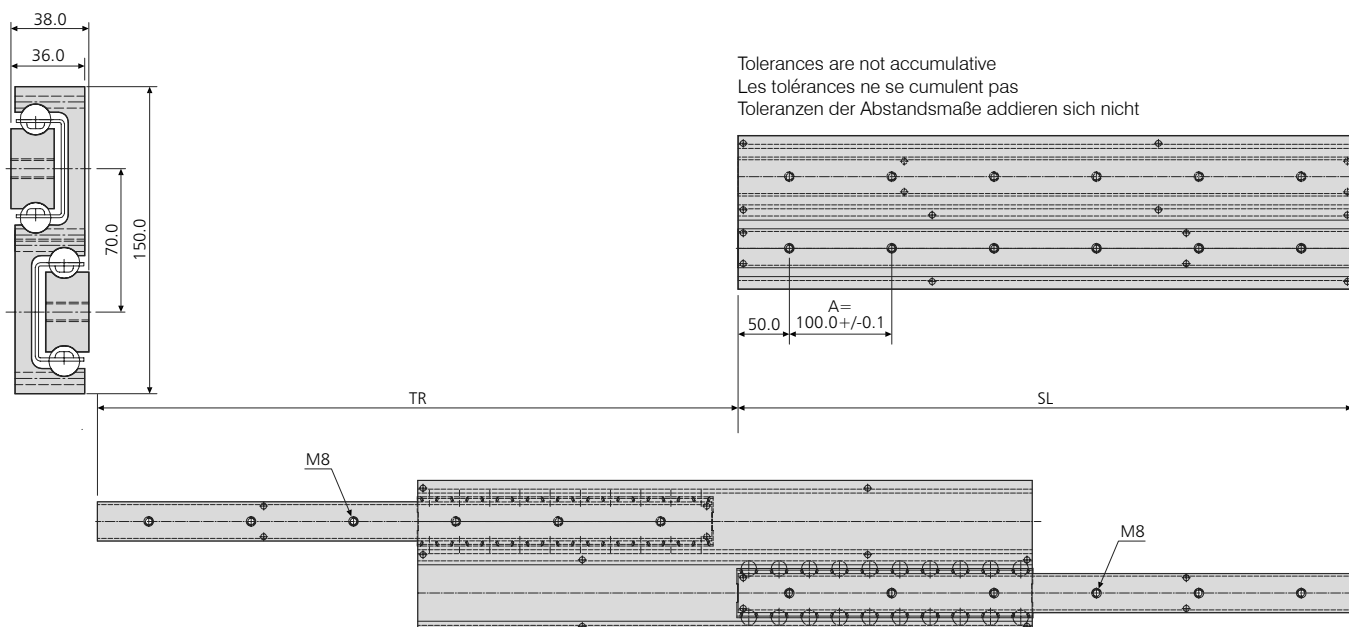 38.0
36.0
Tolerances are not accumulative
Les tolérances ne se cumulent pas
Toleranzen der Abstandsmaße addieren sich nicht
70.0
150.0
50.0
A=
100.0+/-0.1
TR
SL
M8
M8